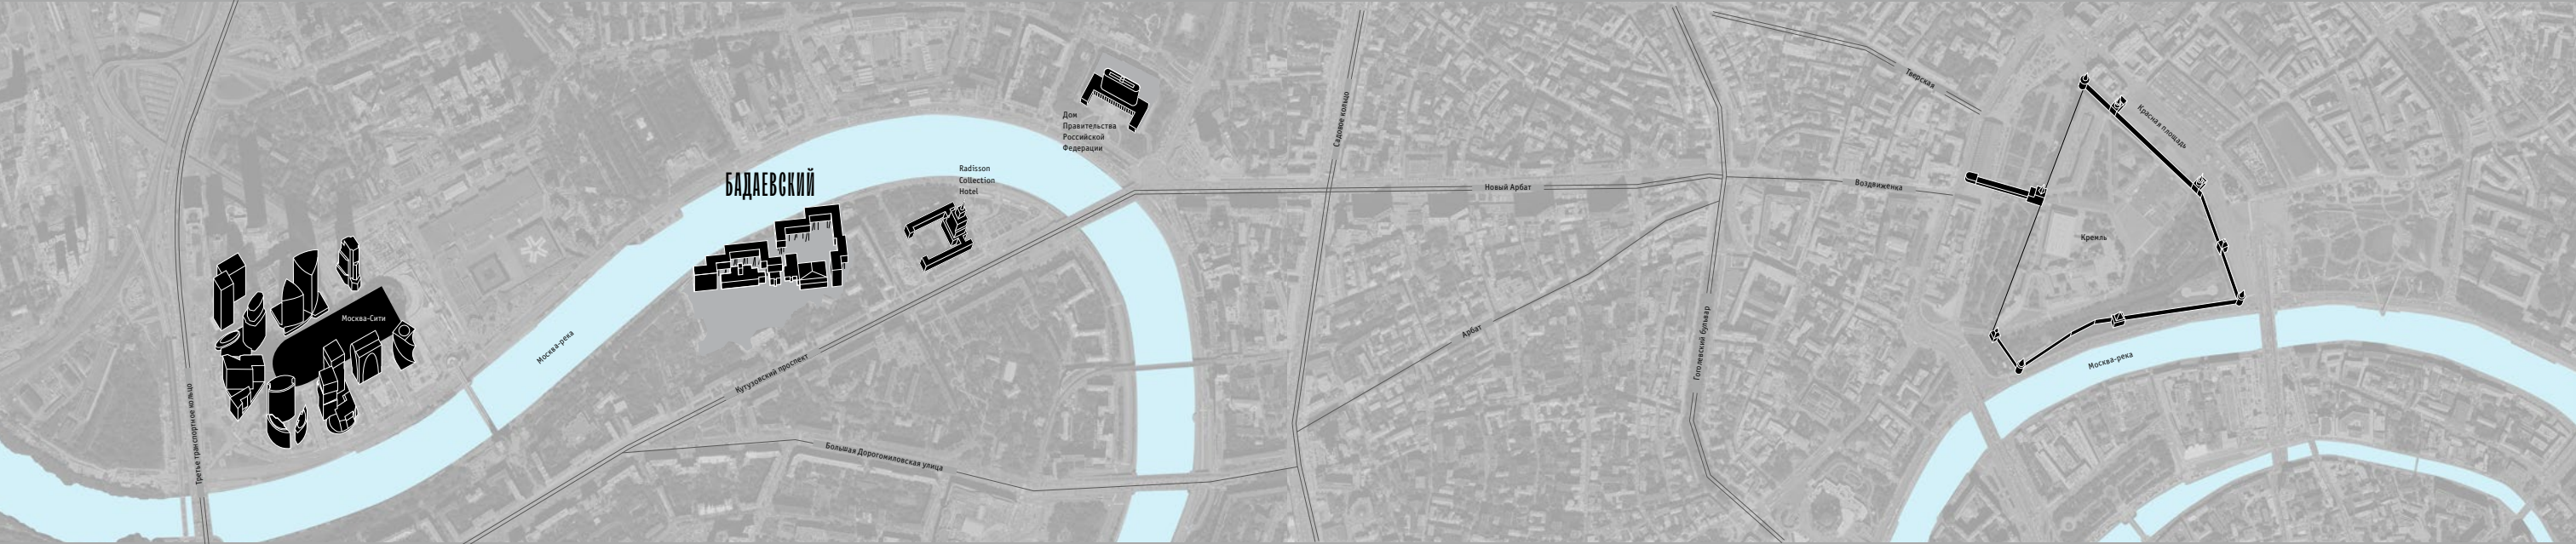 Дом
Правительства
Российской
Федерации
Radisson
Collection
Hotel
БАДАЕВСКИЙ
Москва-Сити
Москва-река
Третье транспортное кольцо
Кутузовский проспект
Большая Дорогомиловская улица
Садовое кольцо
Новый Арбат
Арбат
Гоголевский бульвар
Воздвиженка
Тверская
Красная площадь
Кремль
Москва-река